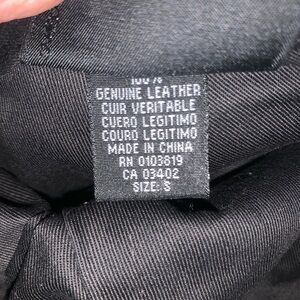 100%
GENUINE LEATHER
CUIR VERITABLE
CUERO LEGITIMO
COURO LEGITIMO
MADE IN CHINA
RN 0103819
CA 03402
SIZE: S